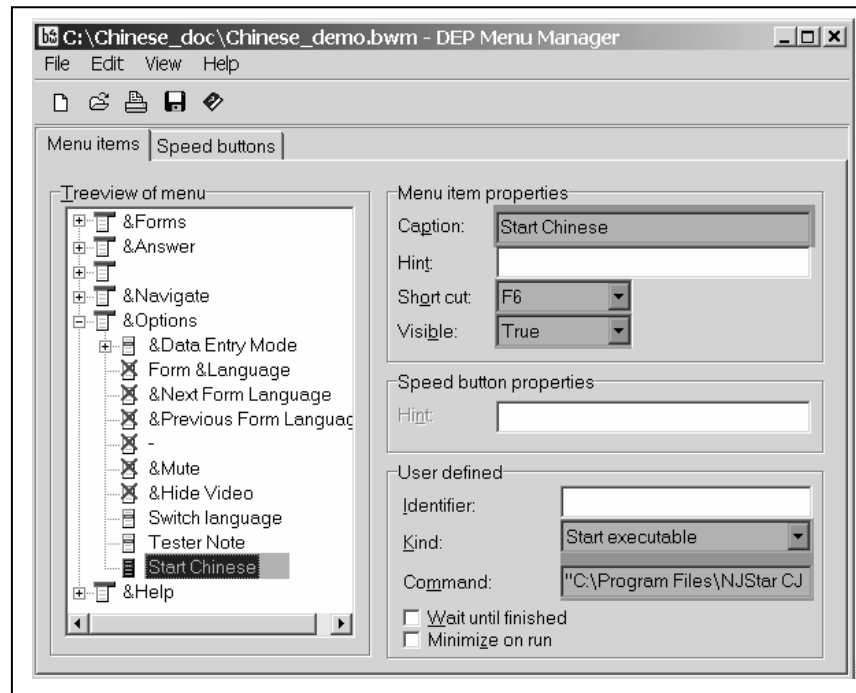 C:\Chinese_doc\Chinese_demo.bwm - DEP Menu Manager
File Edit View Help
Menu items Speed buttons
Treeview of menu
&Forms
&Answer
&Navigate
&Options
&Data Entry Mode
Form &Language
&Next Form Language
&Previous Form Languag
-
&Mute
&Hide Video
Switch language
Tester Note
Start Chinese
&Help
Menu item properties
Caption: Start Chinese
Hint:
Short cut: F6
Visible: True
Speed button properties
Hint:
User defined
Identifier:
Kind: Start executable
Command: "C:\Program Files\NJStar CJ
Wait until finished
Minimize on run